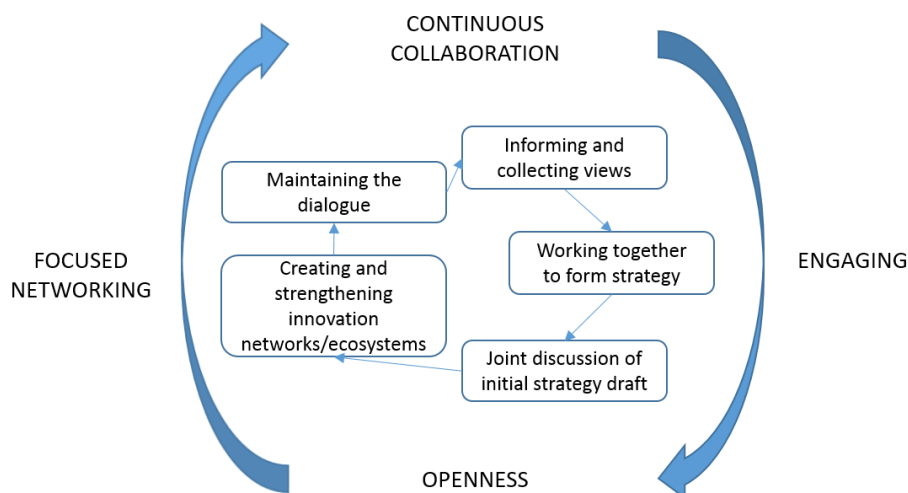 CONTINUOUS
COLLABORATION
Informing and
collecting views
Maintaining the
dialogue
Working together
to form strategy
FOCUSED
NETWORKING
ENGAGING
Creating and
strengthening
innovation
networks/ecosystems
Joint discussion of
initial strategy draft
OPENNESS